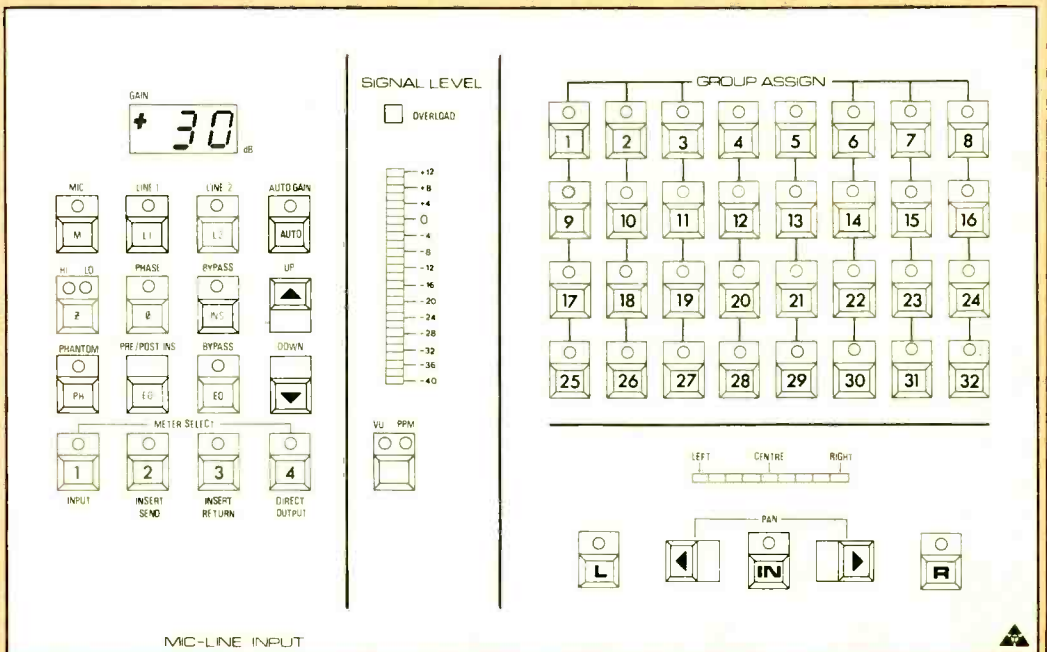 GAIN
+ 30 dB
MIC LINE 1 LINE 2 AUTO GAIN
M L1 L2 AUTO
HI LO PHASE BYPASS UP
Z Ø INS
PHANTOM PRE/POST INS BYPASS DOWN
PH EQ EQ
METER SELECT
1 2 3 4
INPUT INSERT SEND INSERT RETURN DIRECT OUTPUT
MIC-LINE INPUT
SIGNAL LEVEL
OVERLOAD
+12
+8
+4
0
-4
-8
-12
-16
-20
-24
-28
-32
-36
-40
VU PPM
GROUP ASSIGN
1 2 3 4 5 6 7 8
9 10 11 12 13 14 15 16
17 18 19 20 21 22 23 24
25 26 27 28 29 30 31 32
LEFT CENTRE RIGHT
PAN
L IN R